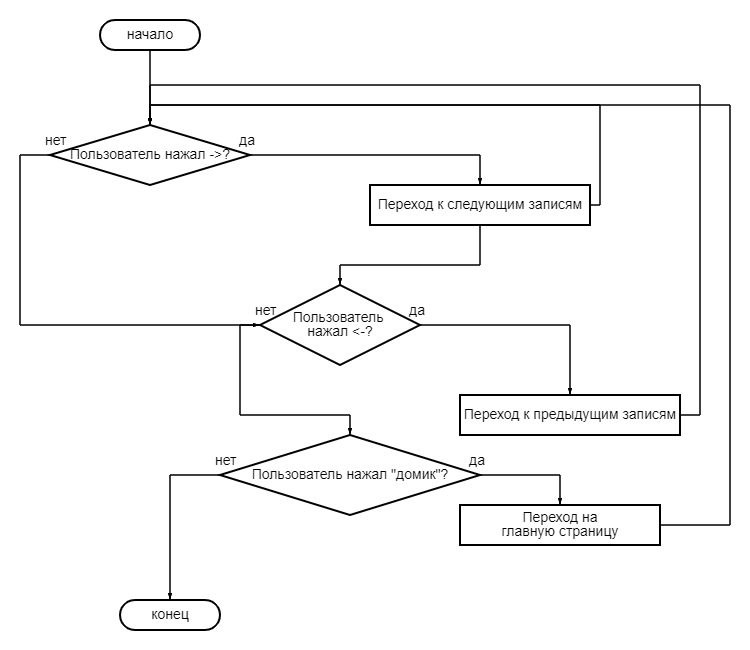 начало
нет
да
Пользователь нажал ->?
Переход к следующим записям
нет
да
Пользователь
нажал <-?
Переход к предыдущим записям
нет
да
Пользователь нажал "домик"?
Переход на
главную страницу
конец